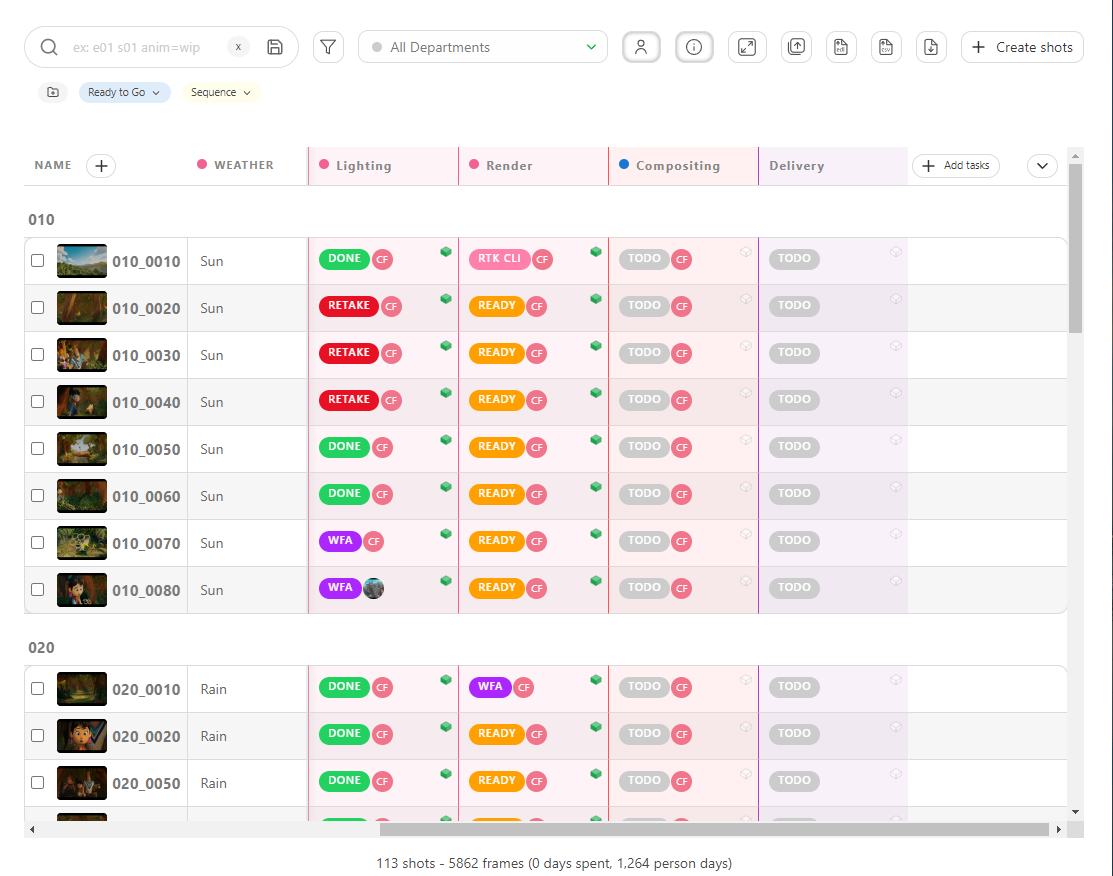 ex: e01 s01 anim=wip x All Departments edl csv Create shots
Ready to Go Sequence
NAME WEATHER Lighting Render Compositing Delivery Add tasks
010
010_0010 Sun DONE CF RTK CLI CF TODO CF TODO
010_0020 Sun RETAKE CF READY CF TODO CF TODO
010_0030 Sun RETAKE CF READY CF TODO CF TODO
010_0040 Sun RETAKE CF READY CF TODO CF TODO
010_0050 Sun DONE CF READY CF TODO CF TODO
010_0060 Sun DONE CF READY CF TODO CF TODO
010_0070 Sun WFA CF READY CF TODO CF TODO
010_0080 Sun WFA READY CF TODO CF TODO
020
020_0010 Rain DONE CF WFA CF TODO CF TODO
020_0020 Rain DONE CF READY CF TODO CF TODO
020_0050 Rain DONE CF READY CF TODO CF TODO
113 shots - 5862 frames (0 days spent, 1,264 person days)